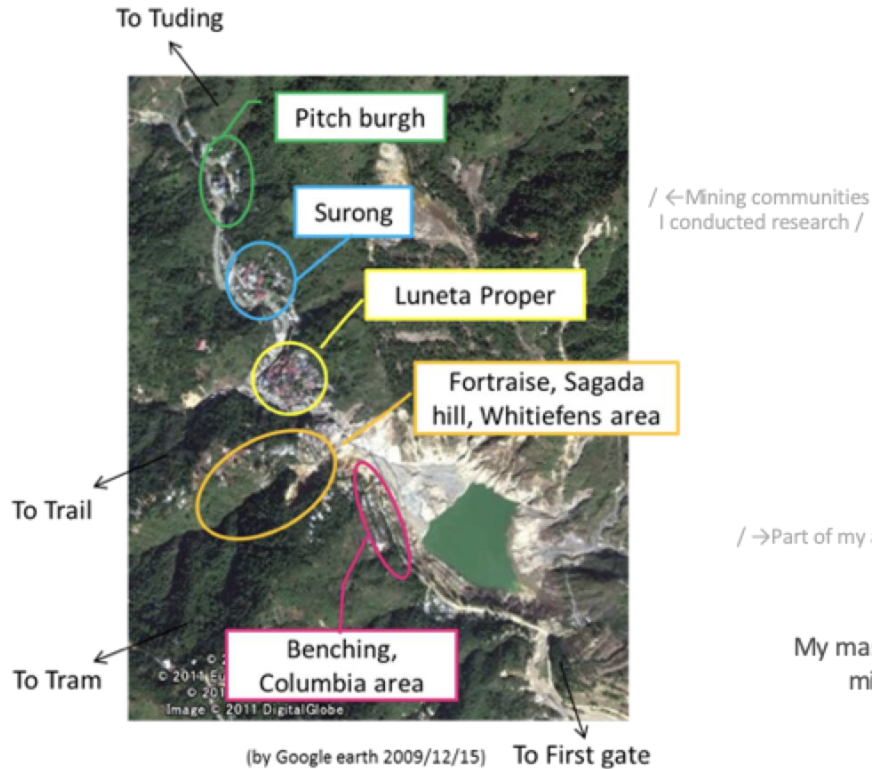 To Tuding
Pitch burgh
Surong
/ ←Mining communities
I conducted research /
Luneta Proper
Fortraise, Sagada
hill, Whitiefens area
To Trail
/ →Part of my a
My mas
mi
Benching,
Columbia area
To Tram
© 2011
Image © 2011 DigitalGlobe
(by Google earth 2009/12/15)
To First gate